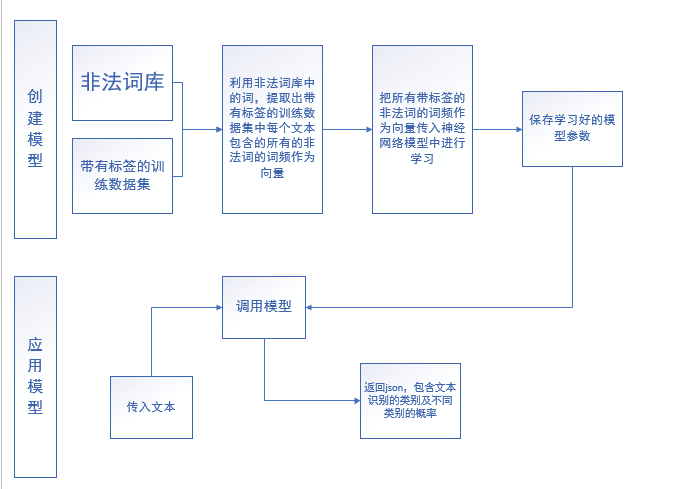 创
建
模
型
非法词库
带有标签的训
练数据集
利用非法词库中
的词，提取出带
有标签的训练数
据集中每个文本
包含的所有的非
法词的词频作为
向量
把所有带标签的
非法词的词频作
为向量传入神经
网络模型中进行
学习
保存学习好的模
型参数
应
用
模
型
调用模型
传入文本
返回json，包含文本
识别的类别及不同
类别的概率